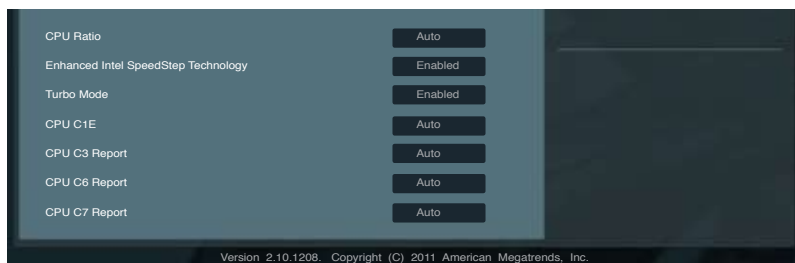 CPU Ratio Auto
Enhanced Intel SpeedStep Technology Enabled
Turbo Mode Enabled
CPU C1E Auto
CPU C3 Report Auto
CPU C6 Report Auto
CPU C7 Report Auto
Version 2.10.1208. Copyright (C) 2011 American Megatrends, Inc.